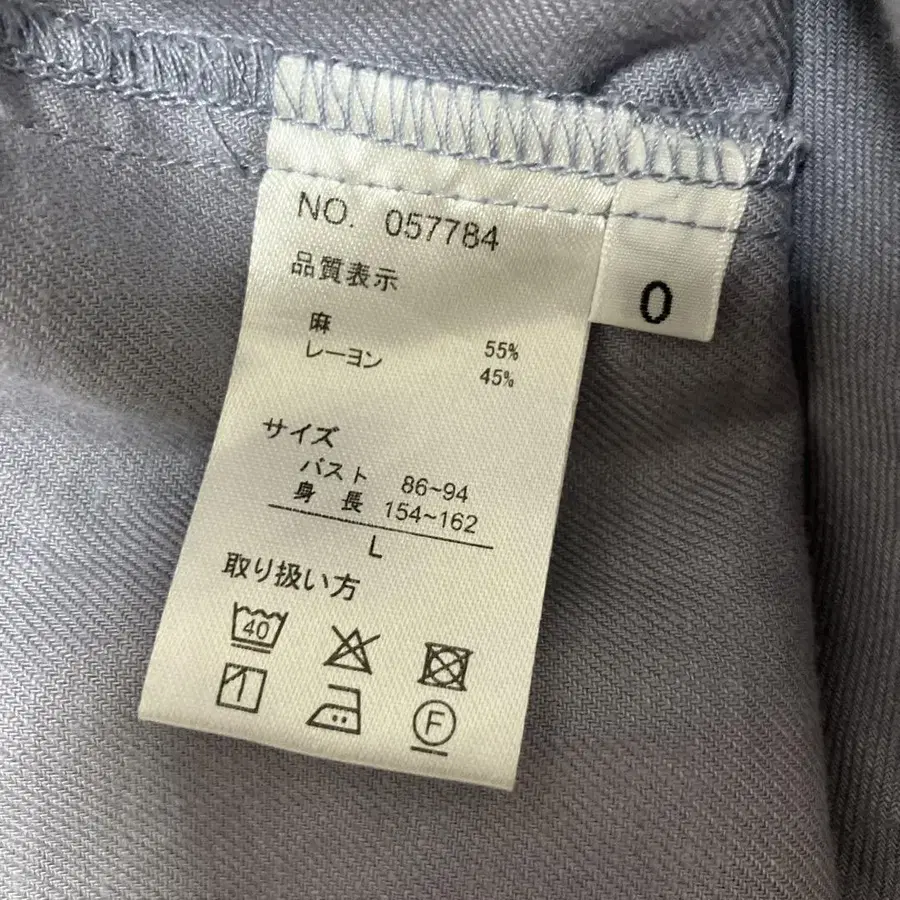 NO. 057784
品質表示
麻 55%
レーヨン 45%
サイズ
バスト 86~94
身長 154~162
L
取り扱い方
40
F
0